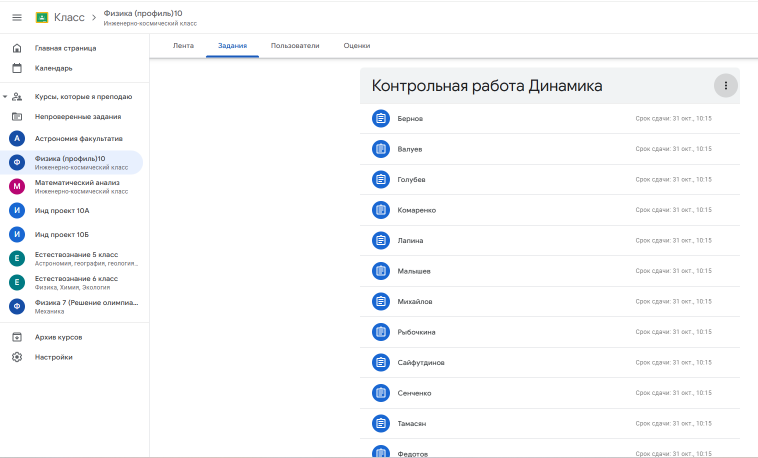 Класс
Физика (профиль)10
Инженерно-космический класс
Главная страница
Календарь
Курсы, которые я преподаю
Непроверенные задания
А
Астрономия факультатив
Ф
Физика (профиль)10
Инженерно-космический класс
М
Математический анализ
Инженерно-космический класс
И
Инд проект 10А
И
Инд проект 10Б
Е
Естествознание 5 класс
Астрономия, география, геология...
Е
Естествознание 6 класс
Физика, Химия, Экология
Ф
Физика 7 (Решение олимпиа...
Механика
Архив курсов
Настройки
Лента
Задания
Пользователи
Оценки
Контрольная работа Динамика
Бернов
Срок сдачи: 31 окт., 10:15
Валуев
Срок сдачи: 31 окт., 10:15
Голубев
Срок сдачи: 31 окт., 10:15
Комаренко
Срок сдачи: 31 окт., 10:15
Лапина
Срок сдачи: 31 окт., 10:15
Малышев
Срок сдачи: 31 окт., 10:15
Михайлов
Срок сдачи: 31 окт., 10:15
Рыбочкина
Срок сдачи: 31 окт., 10:15
Сайфутдинов
Срок сдачи: 31 окт., 10:15
Сенченко
Срок сдачи: 31 окт., 10:15
Тамасян
Срок сдачи: 31 окт., 10:15
Федотов
Срок сдачи: 31 окт., 10:15